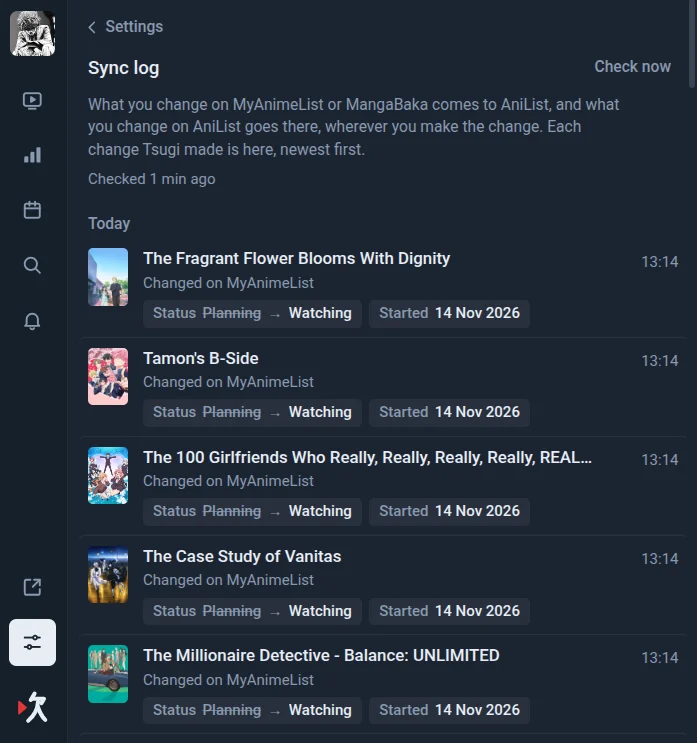 Settings
Sync log
Check now
What you change on MyAnimeList or MangaBaka comes to AniList, and what
you change on AniList goes there, wherever you make the change. Each
change Tsugi made is here, newest first.
Checked 1 min ago
Today
The Fragrant Flower Blooms With Dignity
13:14
Changed on MyAnimeList
Status Planning → Watching Started 14 Nov 2026
Tamon's B-Side
13:14
Changed on MyAnimeList
Status Planning → Watching Started 14 Nov 2026
The 100 Girlfriends Who Really, Really, Really, Really, REAL...
13:14
Changed on MyAnimeList
Status Planning → Watching Started 14 Nov 2026
The Case Study of Vanitas
13:14
Changed on MyAnimeList
Status Planning → Watching Started 14 Nov 2026
The Millionaire Detective - Balance: UNLIMITED
13:14
Changed on MyAnimeList
Status Planning → Watching Started 14 Nov 2026